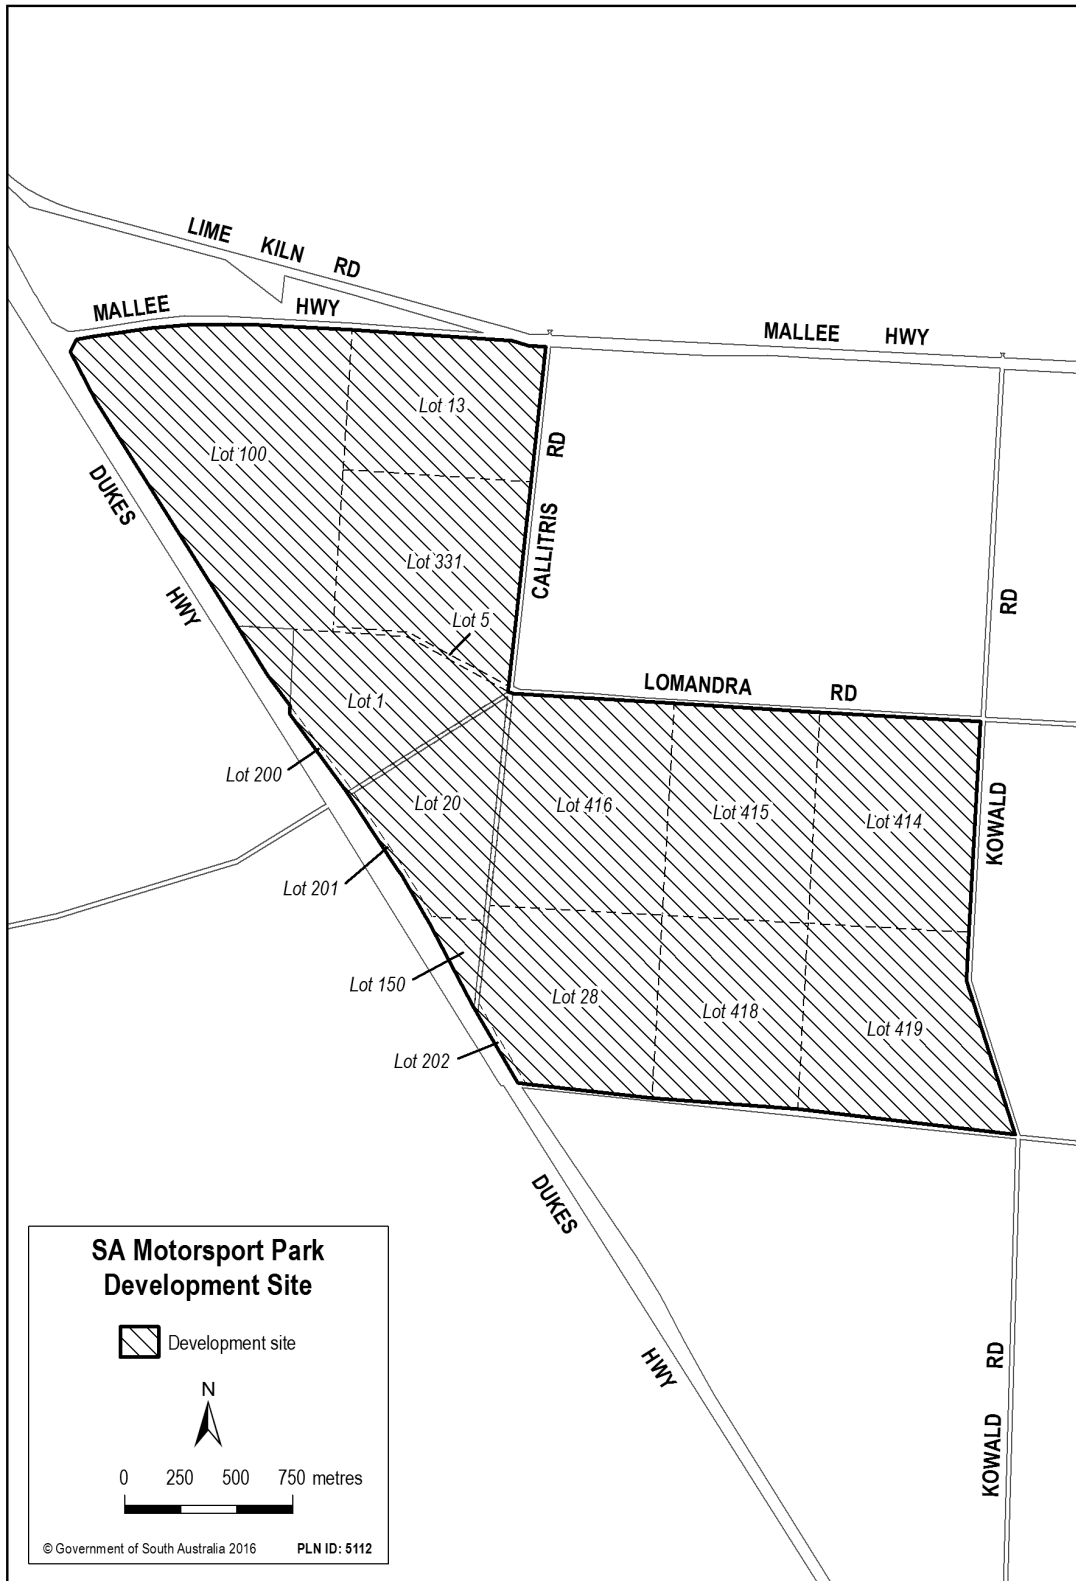 LIME KILN RD
MALLEE HWY
MALLEE HWY
Lot 13
RD
Lot 100
DUKES
Lot 331
CALLITRIS
HWY
RD
Lot 5
LOMANDRA RD
Lot 1
Lot 200
Lot 20
Lot 416
Lot 415
Lot 414
KOWALD
Lot 201
Lot 150
Lot 28
Lot 418
Lot 419
Lot 202
DUKES
HWY
RD
KOWALD
SA Motorsport Park
Development Site
Development site
N
0 250 500 750 metres
© Government of South Australia 2016 PLN ID: 5112